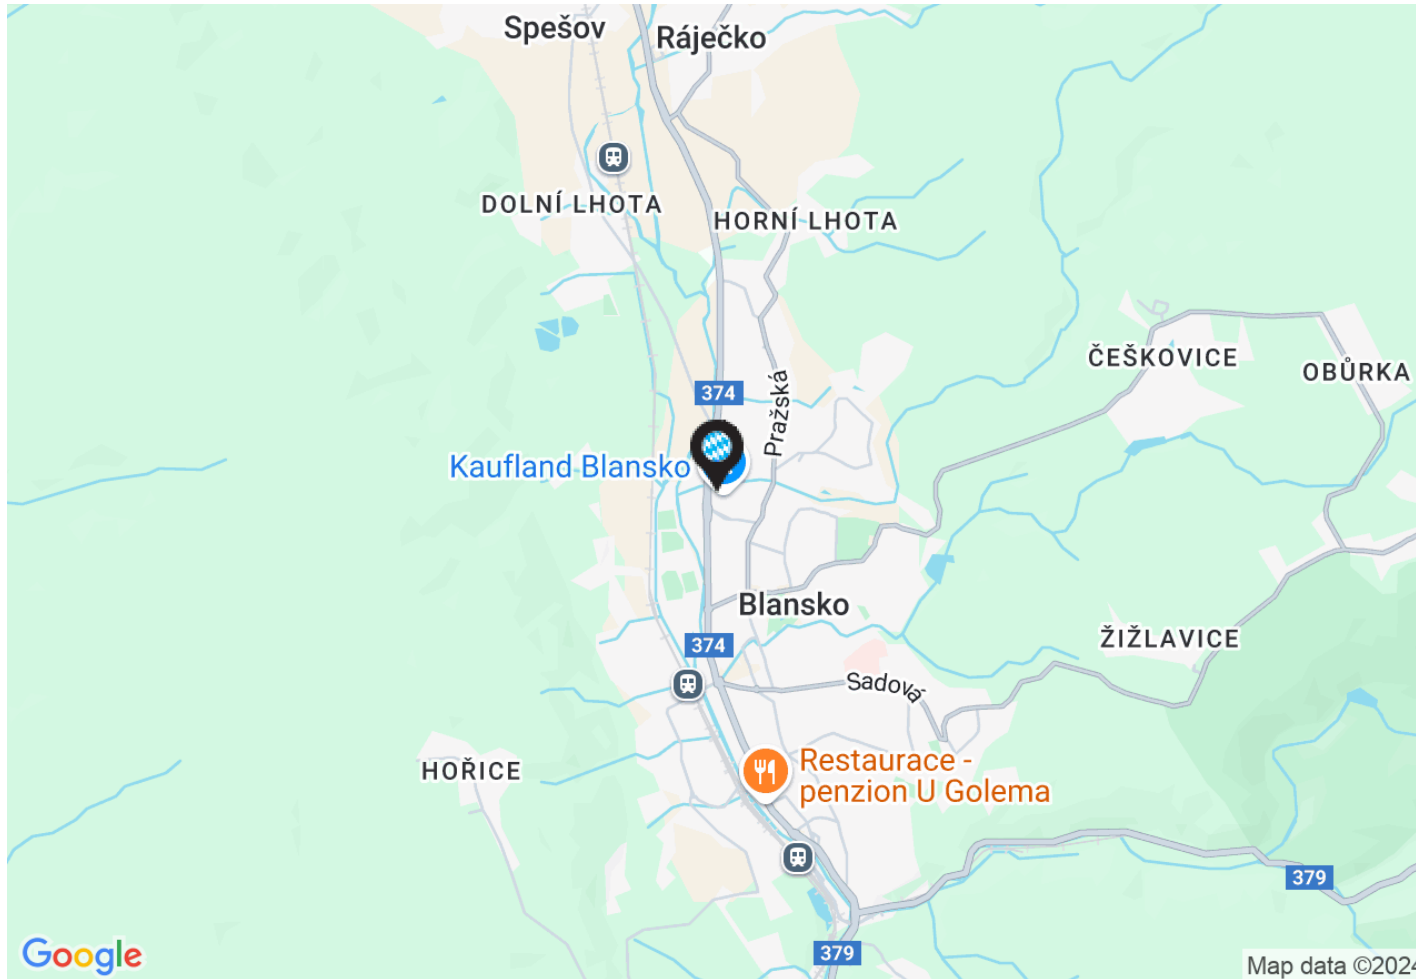 Spešov
Ráječko
DOLNÍ LHOTA
HORNÍ LHOTA
ČEŠKOVICE
OBŮRKA
374
Pražská
Kaufland Blansko
Blansko
374
ŽIŽLAVICE
Sadová
HOŘICE
Restaurace -
penzion U Golema
379
379
Google
Map data ©2024